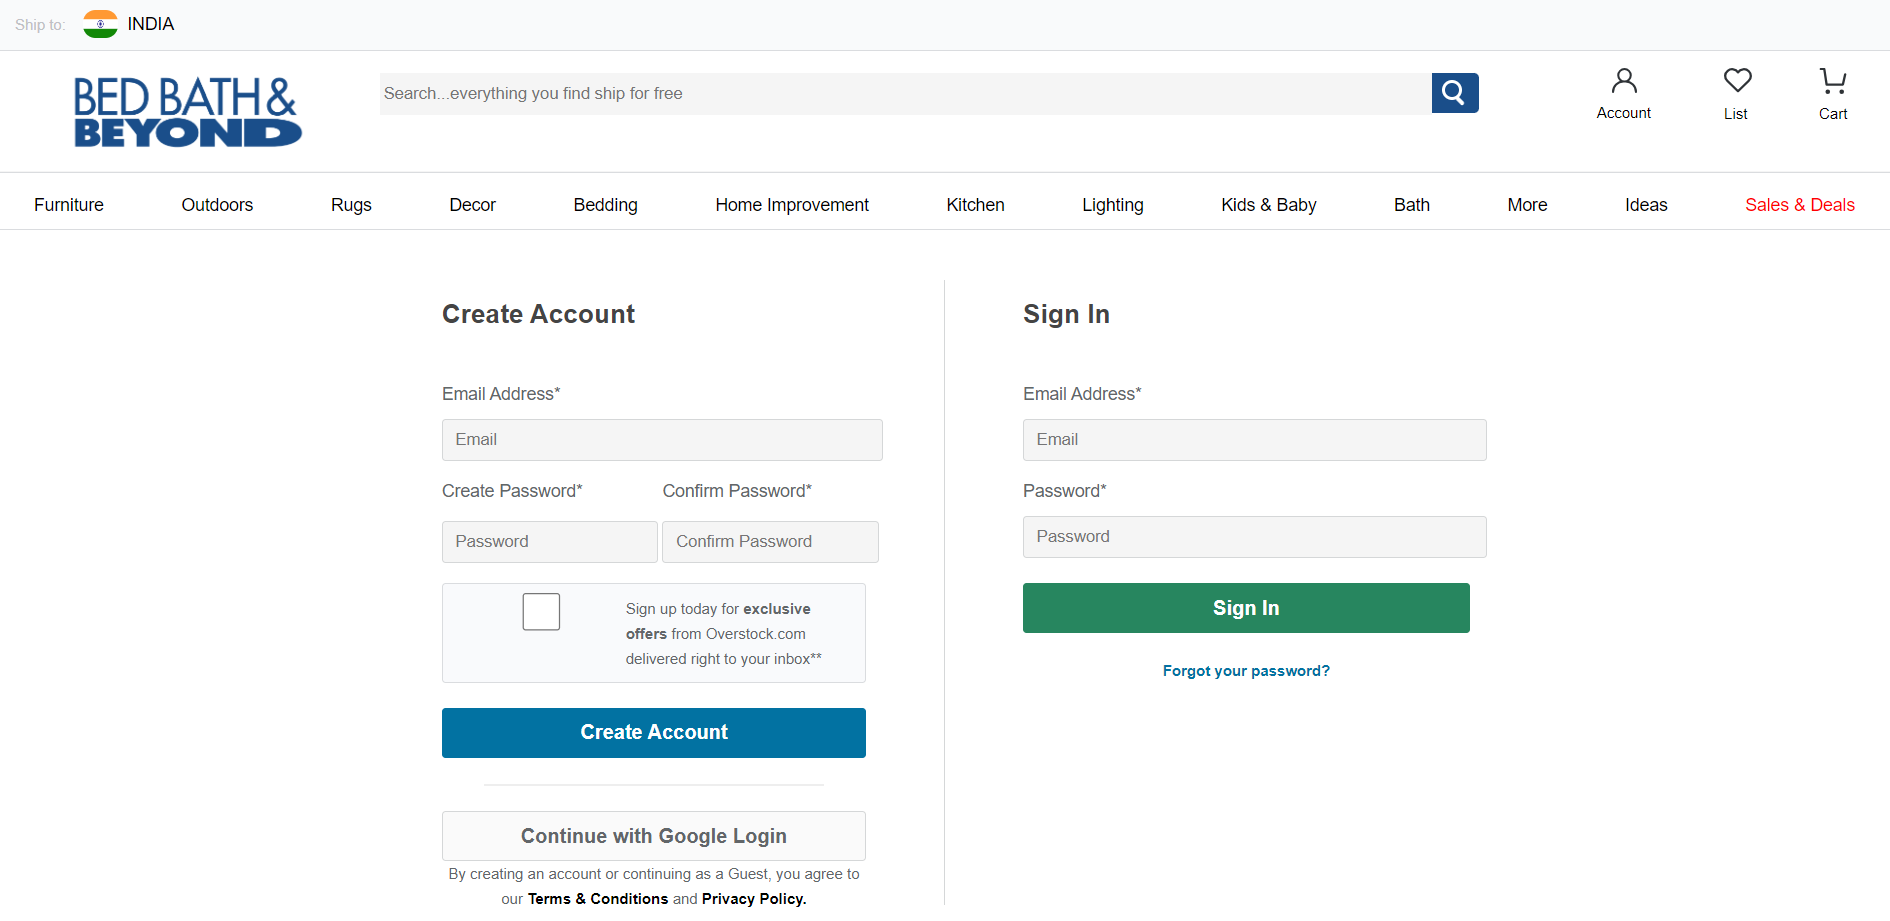 Ship to: INDIA
BED BATH &
BEYOND
Search...everything you find ship for free
Account
List
Cart
Furniture
Outdoors
Rugs
Decor
Bedding
Home Improvement
Kitchen
Lighting
Kids & Baby
Bath
More
Ideas
Sales & Deals
Create Account
Email Address*
Email
Create Password*
Confirm Password*
Password
Confirm Password
Sign up today for exclusive
offers from Overstock.com
delivered right to your inbox**
Create Account
Continue with Google Login
By creating an account or continuing as a Guest, you agree to
our Terms & Conditions and Privacy Policy.
Sign In
Email Address*
Email
Password*
Password
Sign In
Forgot your password?